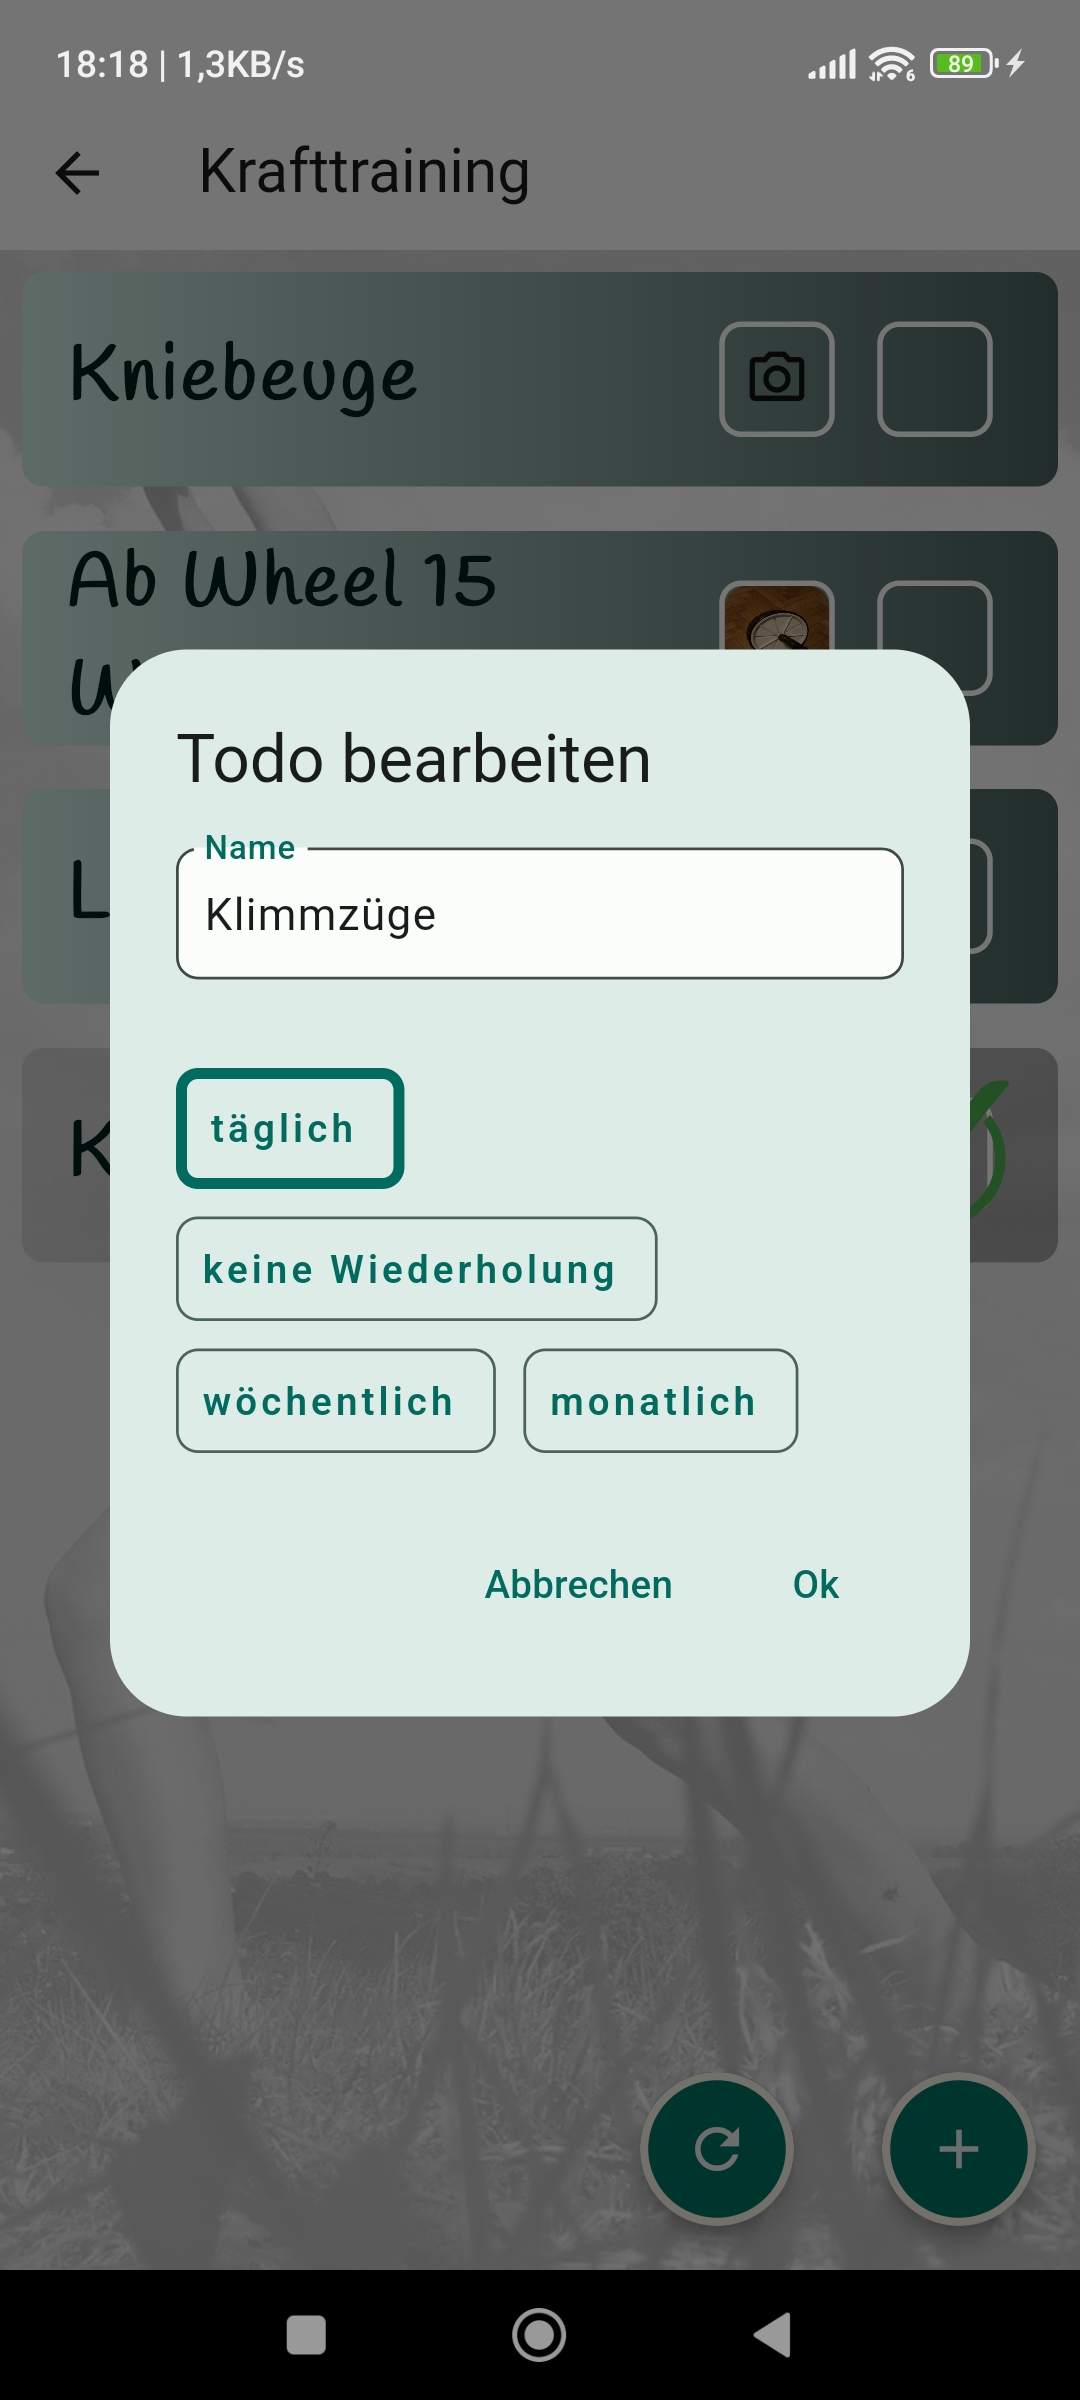 18:18 | 1,3KB/s
6
89
Krafttraining
Kniebeuge
Ab Wheel 15
Todo bearbeiten
Name
Klimmzüge
täglich
keine Wiederholung
wöchentlich
monatlich
Abbrechen
Ok